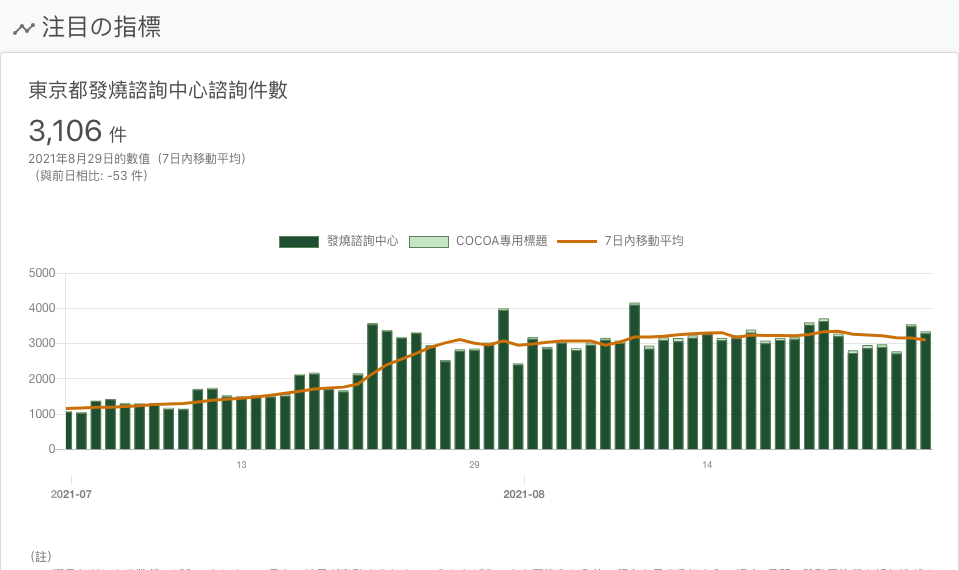 注目の指標
東京都發燒諮詢中心諮詢件數
3,106 件
2021年8月29日的數值（7日內移動平均）
（與前日相比: -53 件）
發燒諮詢中心 COCOA專用標題 7日內移動平均
5000
4000
3000
2000
1000
0
13 29 14
2021-07 2021-08
（註）